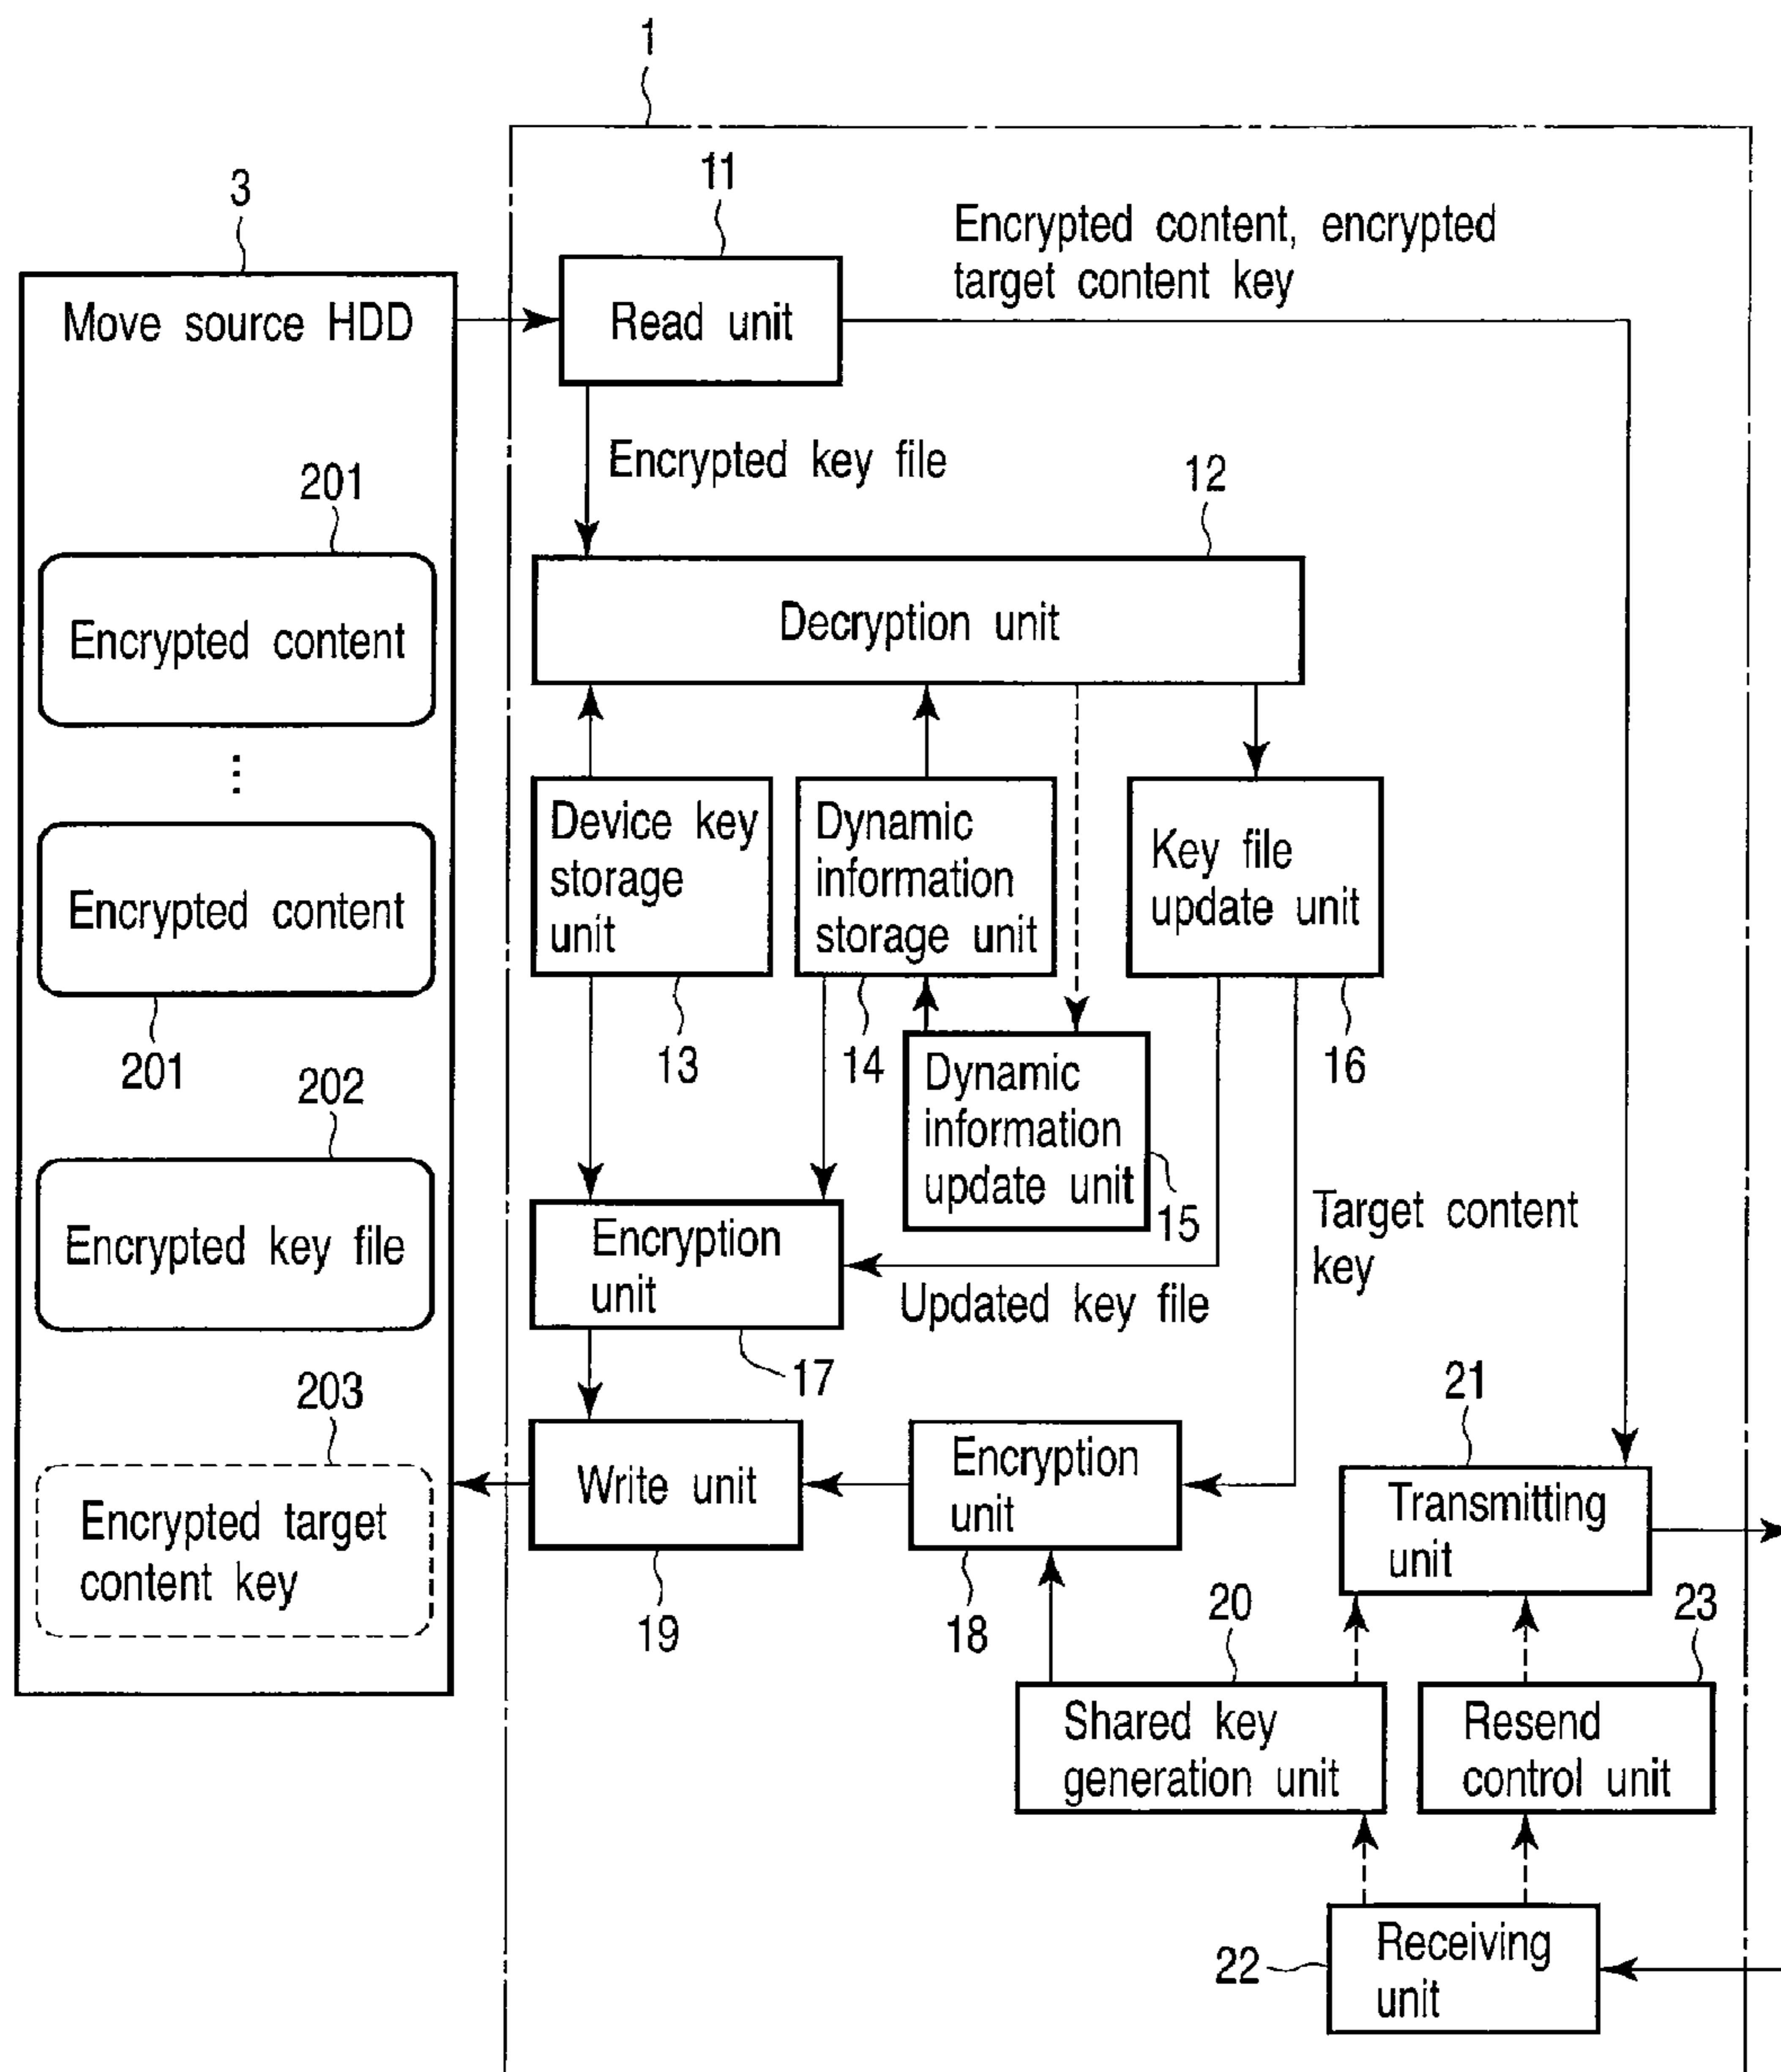 1
3
Move source HDD
201
Encrypted content
⋮
Encrypted content
201
202
Encrypted key file
203
Encrypted target
content key
11
Read unit
Encrypted content, encrypted
target content key
Encrypted key file
12
Decryption unit
Device key
storage
unit
13
Dynamic
information
storage unit
14
Key file
update unit
16
Dynamic
information
update unit
15
Encryption
unit
17
Updated key file
Target content
key
Write unit
19
Encryption
unit
18
21
Transmitting
unit
20
Shared key
generation unit
23
Resend
control unit
22
Receiving
unit